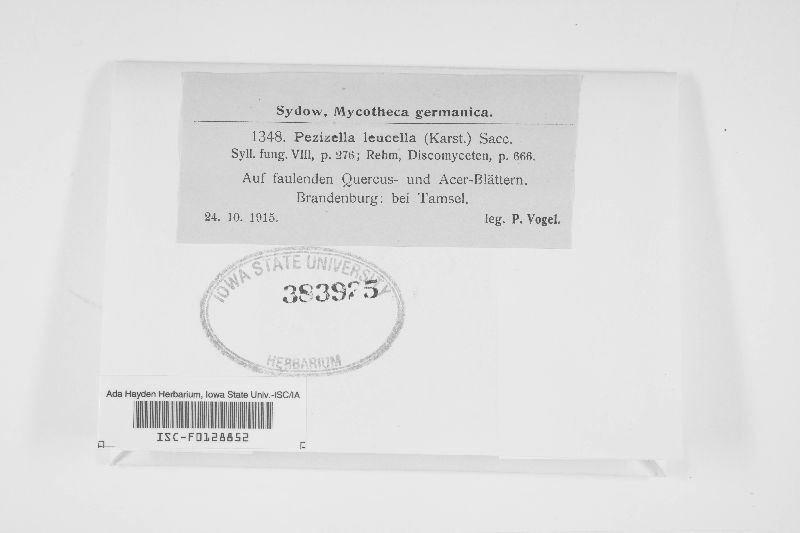 Sydow, Mycotheca germanica.
1348. Pezizella leucella (Karst.) Sacc.
Syll. fung. VIII, p. 276; Rehm, Discomyceten, p. 666.
Auf faulenden Quercus- und Acer-Blättern.
Brandenburg: bei Tamsel.
24. 10. 1915. leg. P. Vogel.
IOWA STATE UNIVERSITY
383925
HERBARIUM
Ada Hayden Herbarium, Iowa State Univ.-ISC/IA
ISC-F0128852